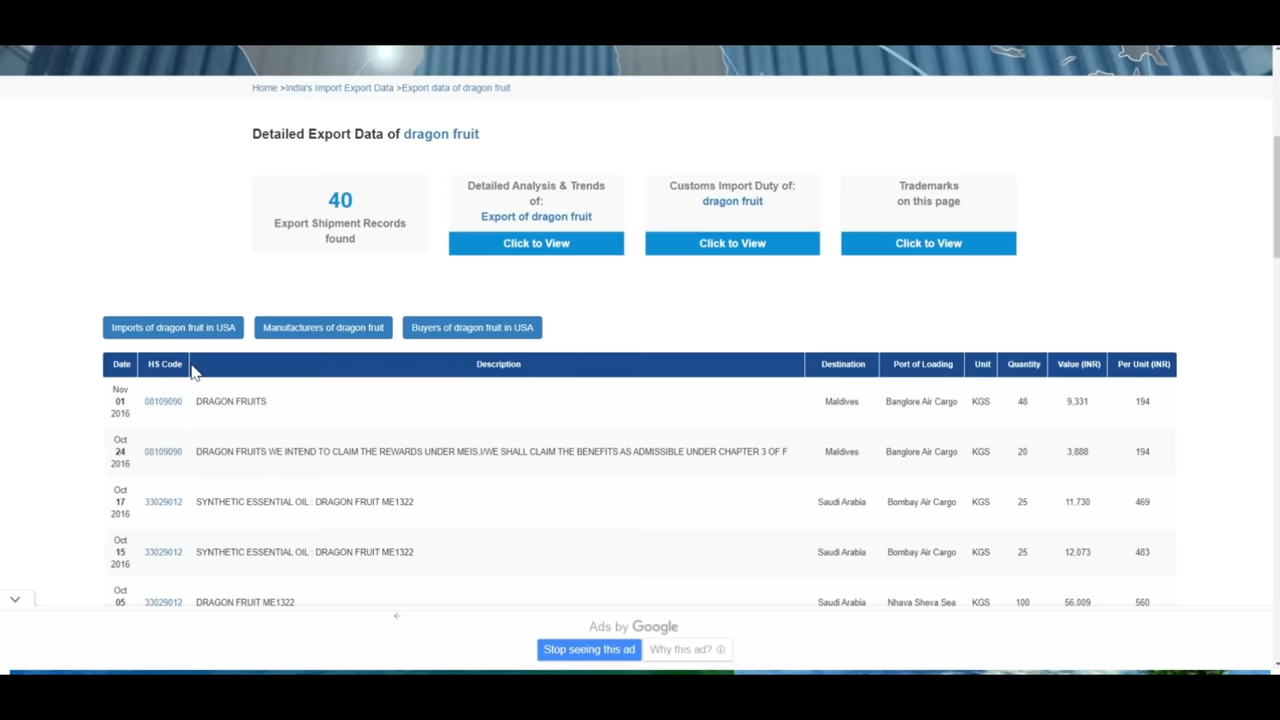 Home >India's Import Export Data >Export data of dragon fruit
Detailed Export Data of dragon fruit
40
Export Shipment Records
found
Detailed Analysis & Trends
of:
Export of dragon fruit
Click to View
Customs Import Duty of:
dragon fruit
Click to View
Trademarks
on this page
Click to View
Imports of dragon fruit in USA
Manufacturers of dragon fruit
Buyers of dragon fruit in USA
Date HS Code Description Destination Port of Loading Unit Quantity Value (INR) Per Unit (INR)
Nov
01 08109090 DRAGON FRUITS Maldives Banglore Air Cargo KGS 48 9,331 194
2016
Oct
24 08109090 DRAGON FRUITS WE INTEND TO CLAIM THE REWARDS UNDER MEIS,I/WE SHALL CLAIM THE BENEFITS AS ADMISSIBLE UNDER CHAPTER 3 OF F Maldives Banglore Air Cargo KGS 20 3,888 194
2016
Oct
17 33029012 SYNTHETIC ESSENTIAL OIL : DRAGON FRUIT ME1322 Saudi Arabia Bombay Air Cargo KGS 25 11,730 469
2016
Oct
15 33029012 SYNTHETIC ESSENTIAL OIL : DRAGON FRUIT ME1322 Saudi Arabia Bombay Air Cargo KGS 25 12,073 483
2016
Oct
05 33029012 DRAGON FRUIT ME1322 Saudi Arabia Nhava Sheva Sea KGS 100 56,009 560
Ads by Google
Stop seeing this ad
Why this ad?